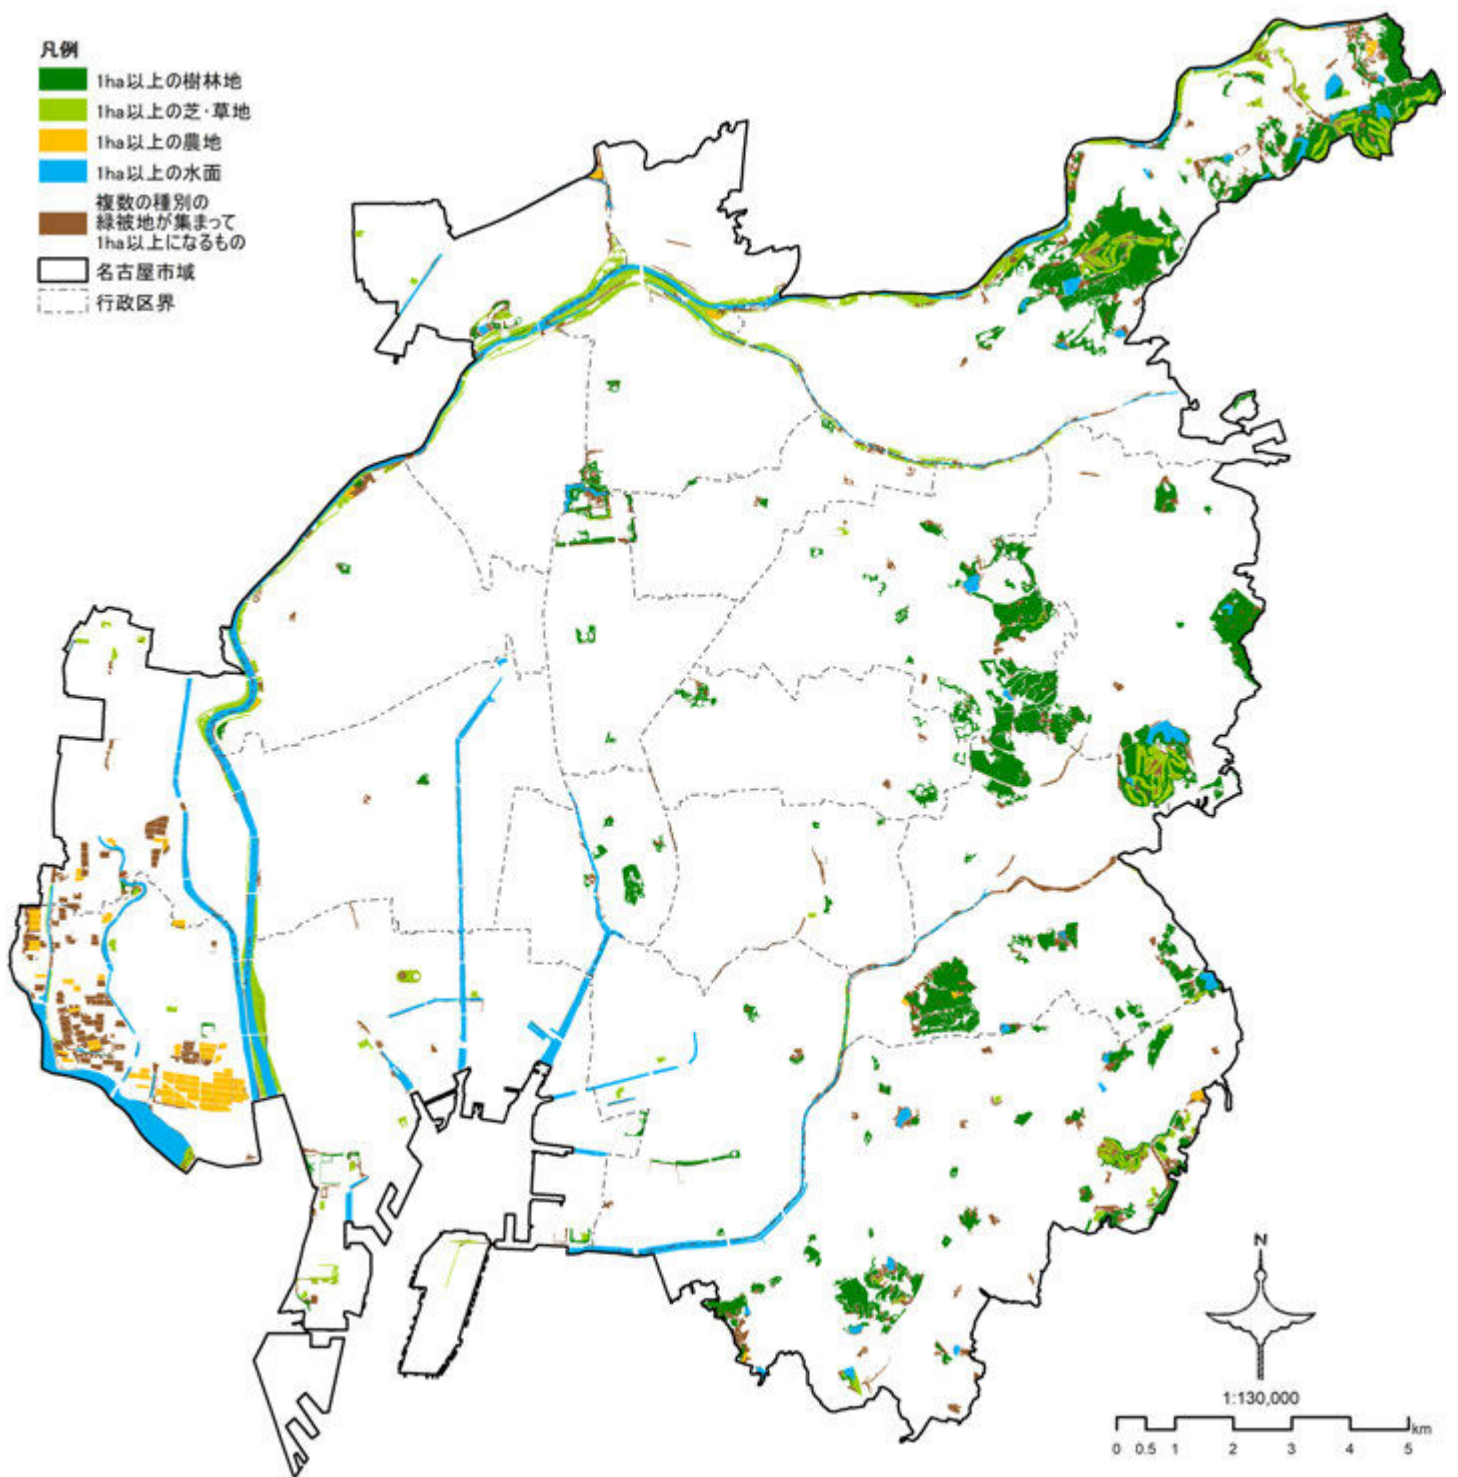 凡例
1ha以上の樹林地
1ha以上の芝・草地
1ha以上の農地
1ha以上の水面
複数の種別の
緑被地が集まって
1ha以上になるもの
名古屋市域
行政区界
N
1:130,000
km
0 0.5 1 2 3 4 5